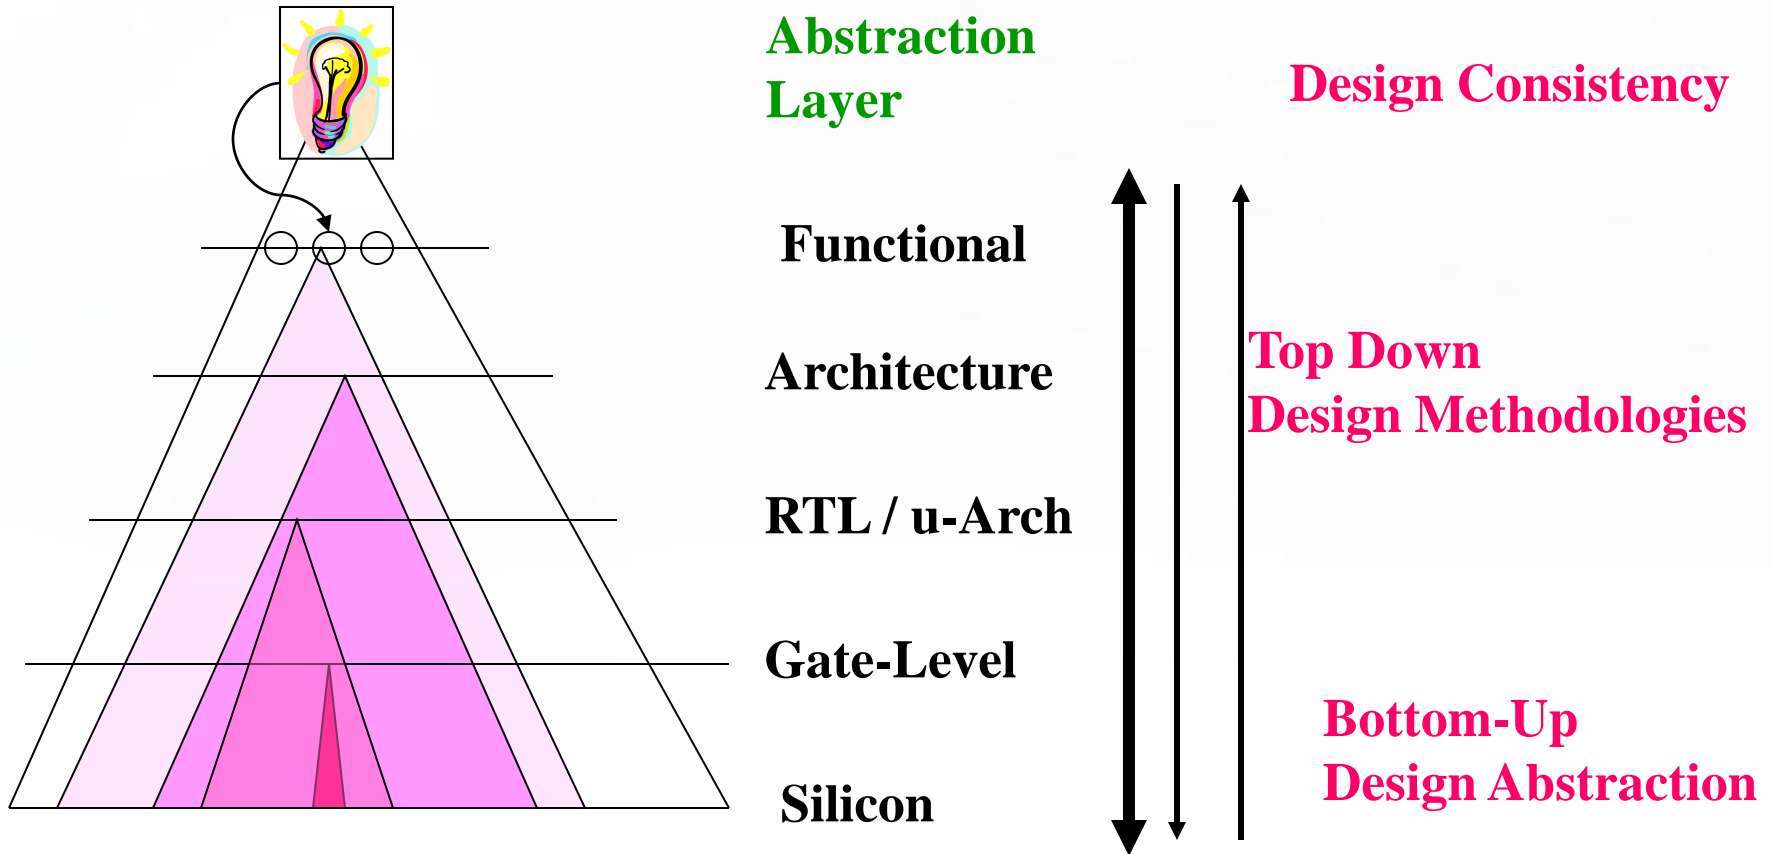 Abstraction
Layer
Design Consistency
Functional
Architecture
Top Down
Design Methodologies
RTL / u-Arch
Gate-Level
Bottom-Up
Design Abstraction
Silicon